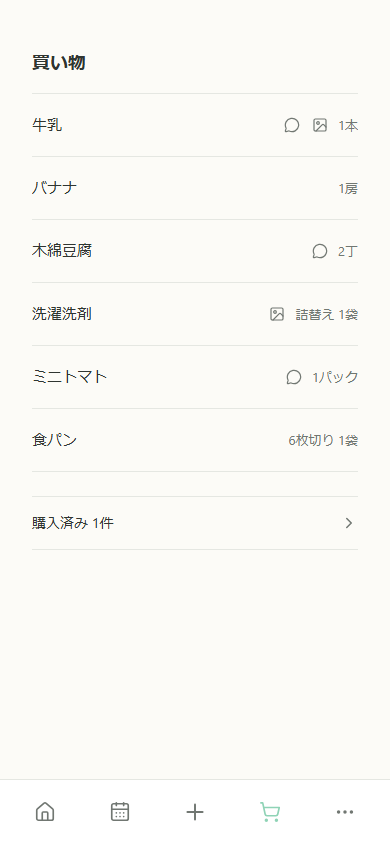 買い物
牛乳 1本
バナナ 1房
木綿豆腐 2丁
洗濯洗剤 詰替え 1袋
ミニトマト 1パック
食パン 6枚切り 1袋
購入済み 1件